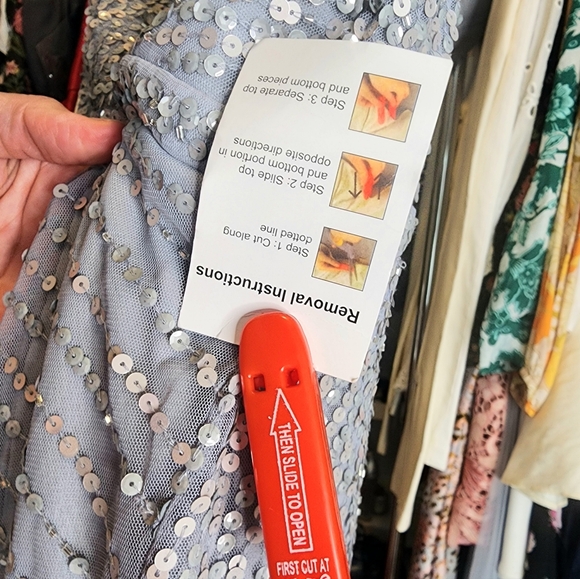 Removal Instructions
Step 1: Cut along
dotted line
Step 2: Slide top
and bottom portion in
opposite directions
Step 3: Separate top
and bottom pieces
THEN SLIDE TO OPEN
FIRST CUT AT